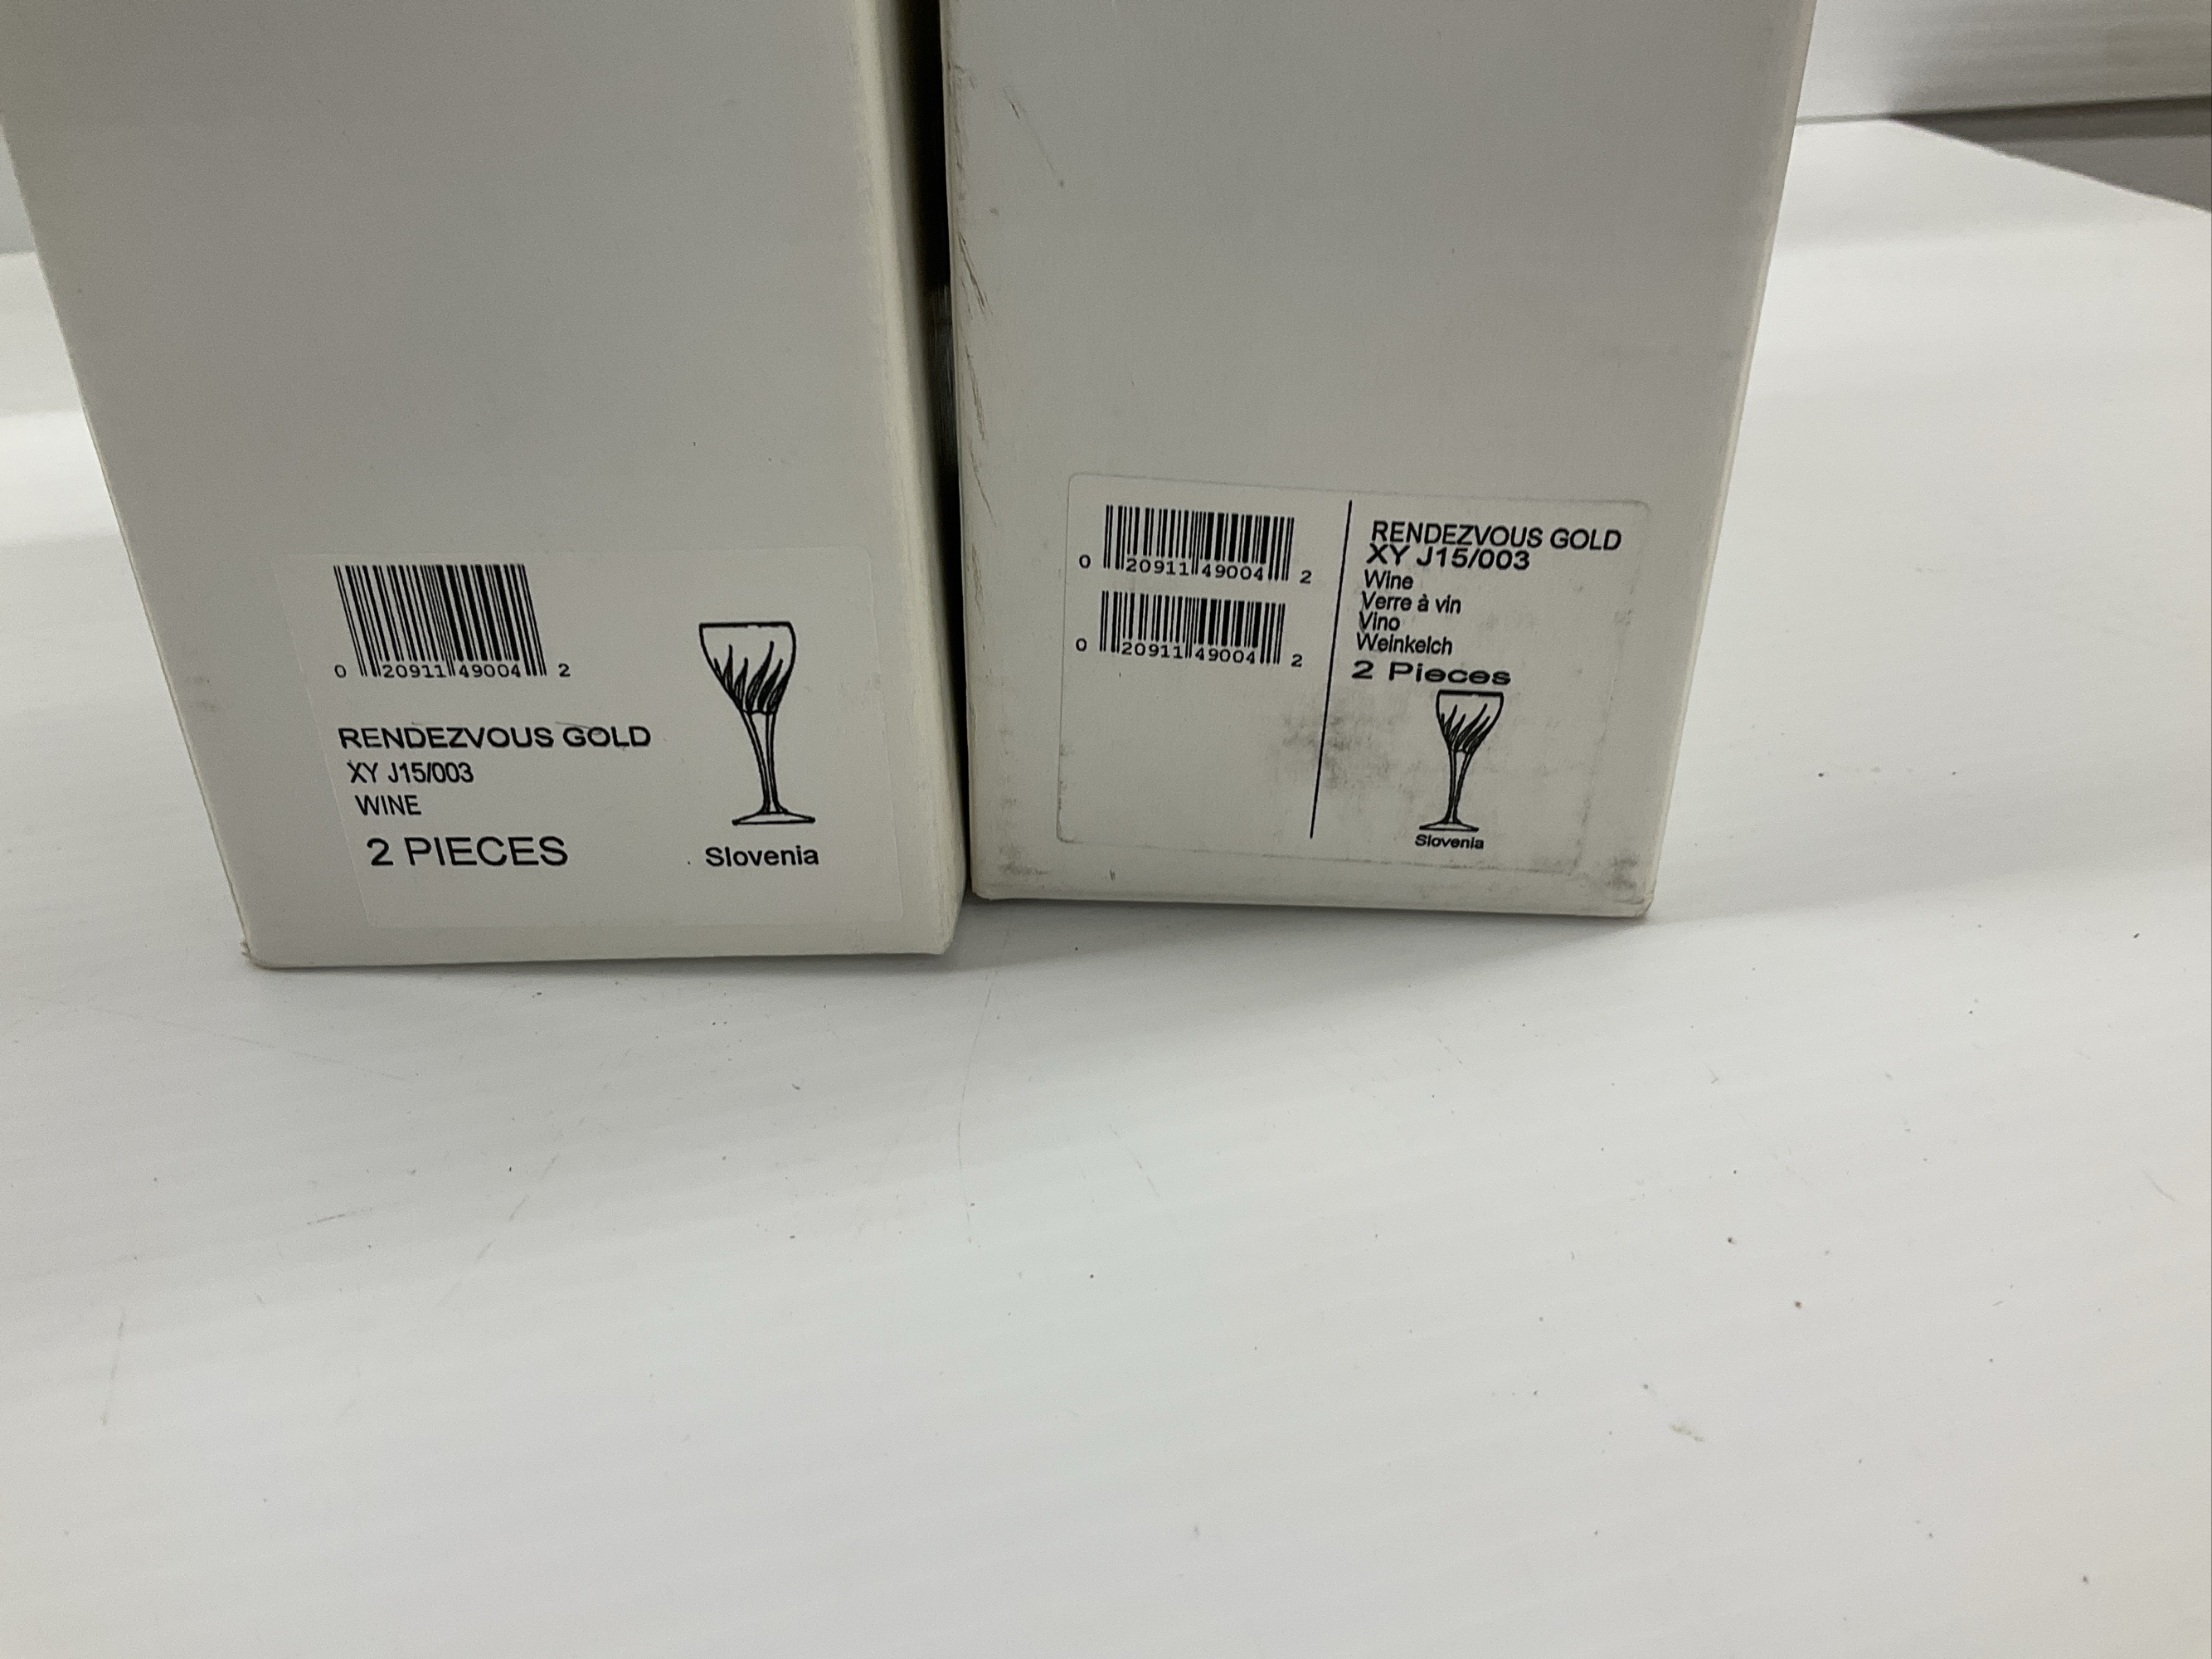 0 20911 49004 2
RENDEZVOUS GOLD
XY J15/003
WINE
2 PIECES
Slovenia
0 20911 49004 2
0 20911 49004 2
RENDEZVOUS GOLD
XY J15/003
Wine
Verre à vin
Vino
Weinkelch
2 Pieces
Slovenia